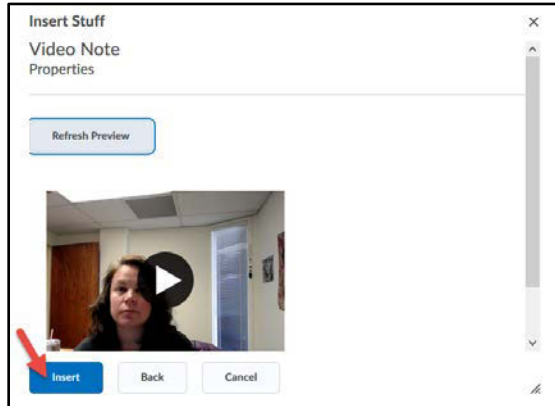 Insert Stuff
Video Note
Properties
Refresh Preview
Insert Back Cancel